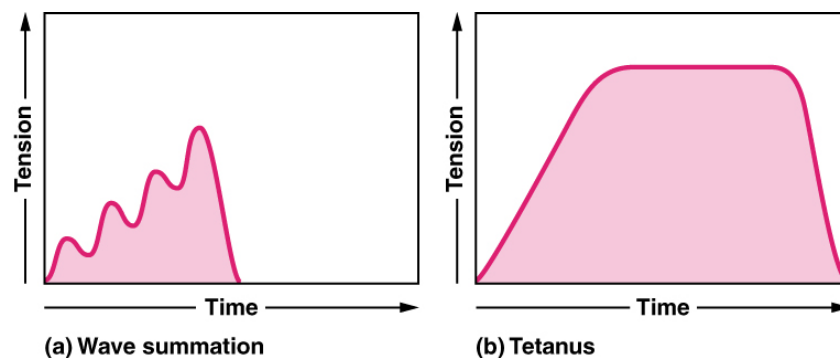 Tension
Time
(a) Wave summation
Tension
Time
(b) Tetanus